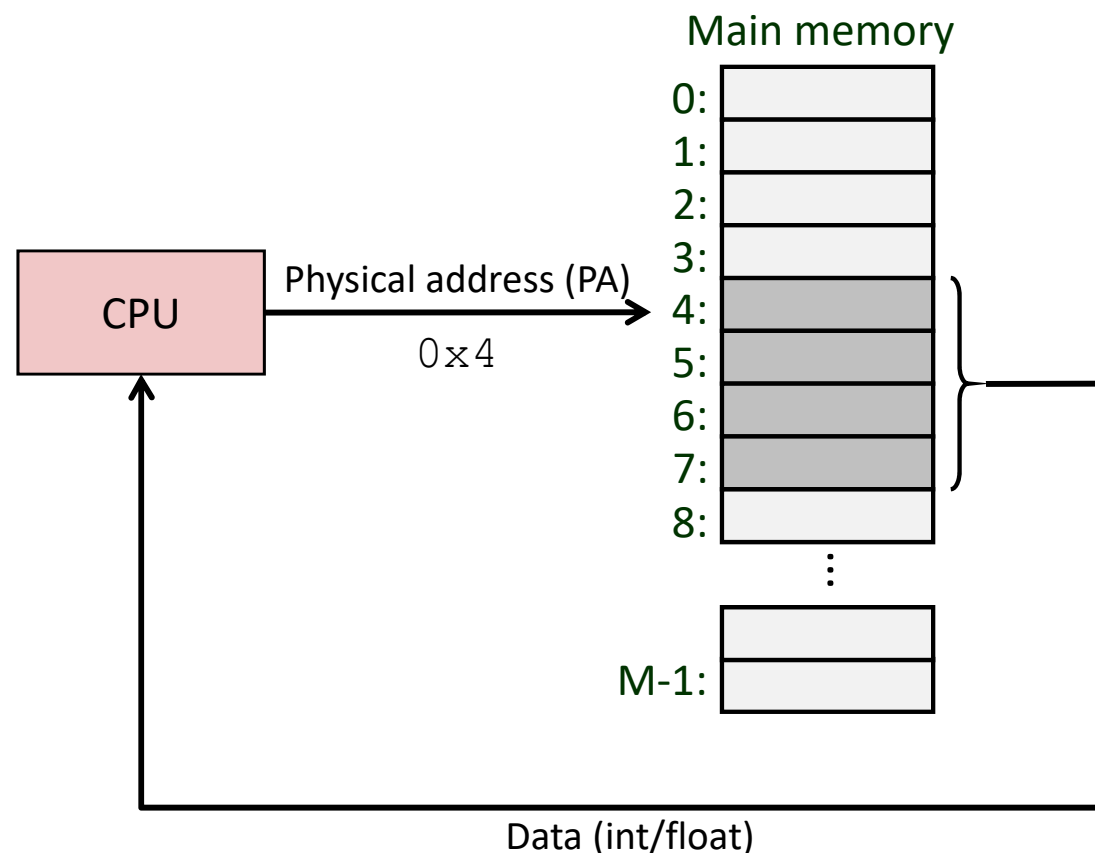 Main memory
0:
1:
2:
3:
CPU
Physical address (PA)
0x4
4:
5:
6:
7:
8:
...
M-1:
Data (int/float)